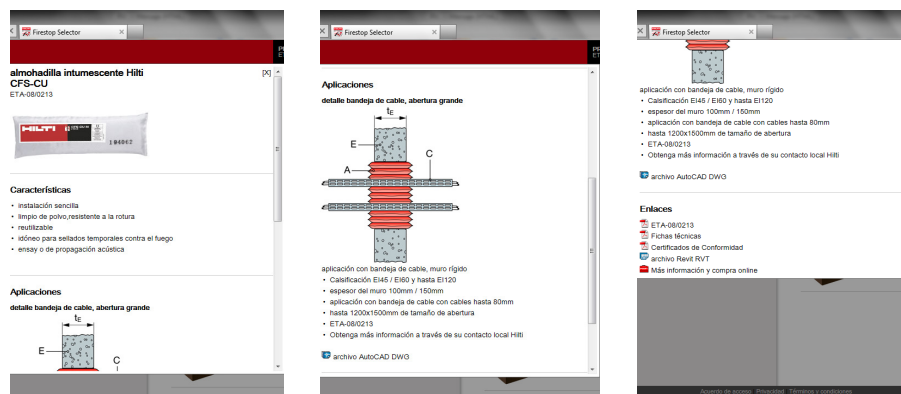 Firestop Selector
almohadilla intumescente Hilti
CFS-CU
[X]
ETA-08/0213
HILTI
Características
• instalación sencilla
• limpio de polvo,resistente a la rotura
• reutilizable
• idóneo para sellados temporales contra el fuego
• ensay o de propagación acústica
Aplicaciones
detalle bandeja de cable, abertura grande
tE
E
C
Firestop Selector
Aplicaciones
detalle bandeja de cable, abertura grande
tE
E
C
A
aplicación con bandeja de cable, muro rígido
• Calsificación EI45 / EI60 y hasta EI120
• espesor del muro 100mm / 150mm
• aplicación con bandeja de cable con cables hasta 80mm
• hasta 1200x1500mm de tamaño de abertura
• ETA-08/0213
• Obtenga más información a través de su contacto local Hilti
archivo AutoCAD DWG
Firestop Selector
aplicación con bandeja de cable, muro rígido
• Calsificación EI45 / EI60 y hasta EI120
• espesor del muro 100mm / 150mm
• aplicación con bandeja de cable con cables hasta 80mm
• hasta 1200x1500mm de tamaño de abertura
• ETA-08/0213
• Obtenga más información a través de su contacto local Hilti
archivo AutoCAD DWG
Enlaces
ETA-08/0213
Fichas técnicas
Certificados de Conformidad
archivo Revit RVT
Más información y compra online
Acuerdo de acceso | Privacidad | Términos y condiciones